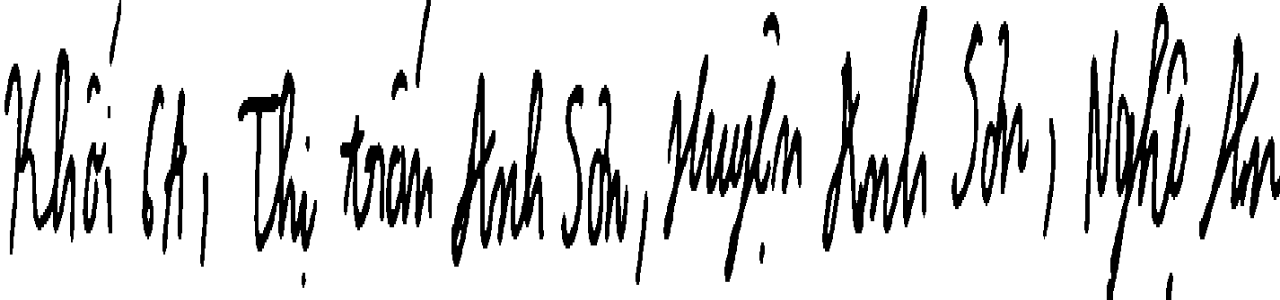 Khối 6A, Thị trấn Anh Sơn, Huyện Anh Sơn, Nghệ An